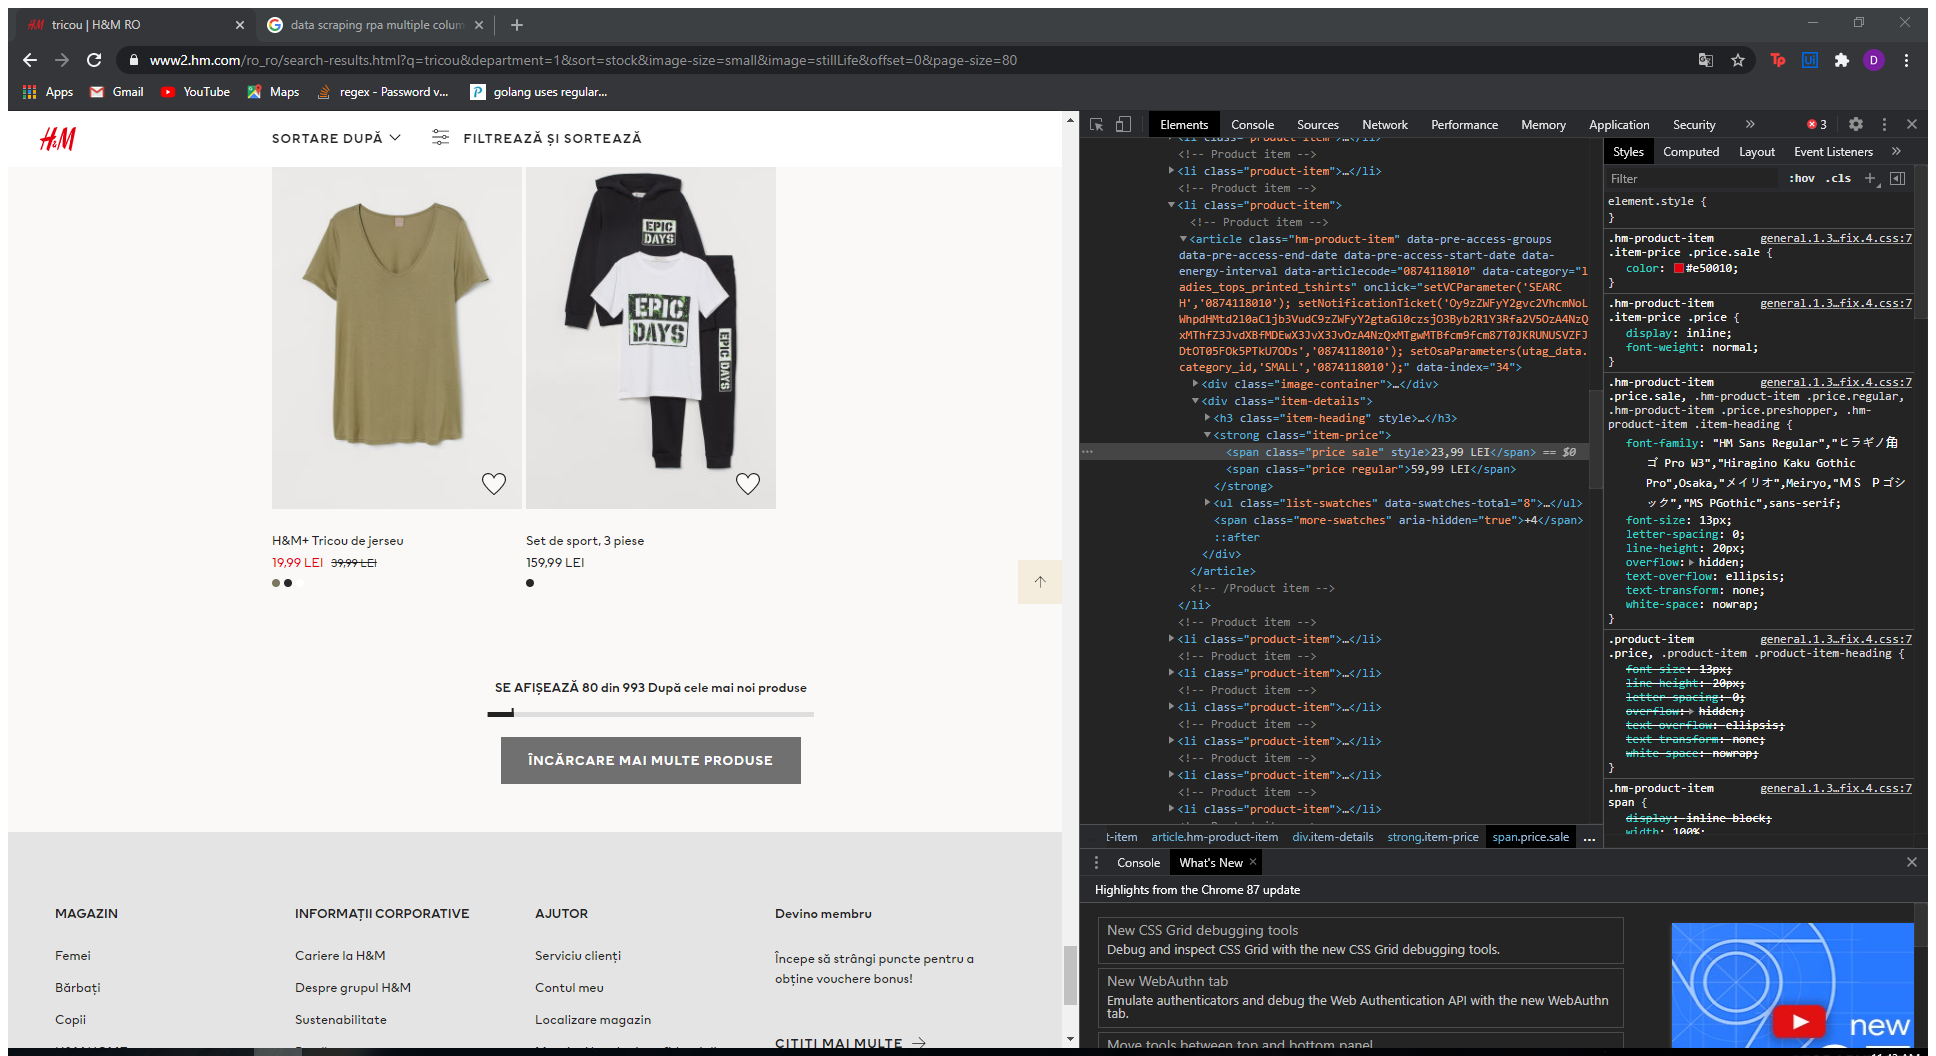 tricou | H&M RO
data scraping rpa multiple colum
www2.hm.com/ro_ro/search-results.html?q=tricou&department=1&sort=stock&image-size=small&image=stillLife&offset=0&page-size=80
Tp
Ui
D
Apps
Gmail
YouTube
Maps
regex - Password v...
golang uses regular...
H&M
SORTARE DUPĂ
FILTREAZĂ ȘI SORTEAZĂ
EPIC
DAYS
EPIC
DAYS
EPIC DAYS
H&M+ Tricou de jerseu
19,99 LEI 39,99 LEI
Set de sport, 3 piese
159,99 LEI
SE AFIȘEAZĂ 80 din 993 După cele mai noi produse
ÎNCĂRCARE MAI MULTE PRODUSE
MAGAZIN
Femei
Bărbați
Copii
INFORMAȚII CORPORATIVE
Cariere la H&M
Despre grupul H&M
Sustenabilitate
AJUTOR
Serviciu clienți
Contul meu
Localizare magazin
Devino membru
Începe să strângi puncte pentru a
obține vouchere bonus!
CITIȚI MAI MULTE
Elements
Console
Sources
Network
Performance
Memory
Application
Security
3
<li class="product-item">…</li>
<!-- Product item -->
<li class="product-item">…</li>
<!-- Product item -->
<li class="product-item">
<!-- Product item -->
<article class="hm-product-item" data-pre-access-groups
data-pre-access-end-date data-pre-access-start-date data-
energy-interval data-articlecode="0874118010" data-category="l
adies_tops_printed_tshirts" onclick="setVCParameter('SEARC
H','0874118010'); setNotificationTicket('
'0874118010'); setOsaParameters(utag_data.
category_id,'SMALL','0874118010');" data-index="34">
<div class="image-container">…</div>
<div class="item-details">
<h3 class="item-heading" style>…</h3>
<strong class="item-price">
<span class="price sale" style>23,99 LEI</span> == $0
<span class="price regular">59,99 LEI</span>
</strong>
<ul class="list-swatches" data-swatches-total="8">…</ul>
<span class="more-swatches" aria-hidden="true">+4</span>
::after
</div>
</article>
<!-- /Product item -->
</li>
<!-- Product item -->
<li class="product-item">…</li>
<!-- Product item -->
<li class="product-item">…</li>
<!-- Product item -->
<li class="product-item">…</li>
<!-- Product item -->
<li class="product-item">…</li>
<!-- Product item -->
<li class="product-item">…</li>
<!-- Product item -->
<li class="product-item">…</li>
t-item article.hm-product-item div.item-details strong.item-price span.price.sale ...
Styles
Computed
Layout
Event Listeners
Filter
:hov .cls
element.style {
}
.hm-product-item general.1.3…fix.4.css:7
.item-price .price.sale {
color: #e50010;
}
.hm-product-item general.1.3…fix.4.css:7
.item-price .price {
display: inline;
font-weight: normal;
}
.hm-product-item general.1.3…fix.4.css:7
.price.sale, .hm-product-item .price.regular,
.hm-product-item .price.preshopper, .hm-
product-item .item-heading {
font-family: "HM Sans Regular","ヒラギノ角
ゴ Pro W3","Hiragino Kaku Gothic
Pro",Osaka,"メイリオ",Meiryo,"ＭＳ Ｐゴシ
ック","MS PGothic",sans-serif;
font-size: 13px;
letter-spacing: 0;
line-height: 20px;
overflow: hidden;
text-overflow: ellipsis;
text-transform: none;
white-space: nowrap;
}
.product-item general.1.3…fix.4.css:7
.price, .product-item .product-item-heading {
font-size: 13px;
line-height: 20px;
letter-spacing: 0;
overflow: hidden;
text-overflow: ellipsis;
text-transform: none;
white-space: nowrap;
}
.hm-product-item general.1.3…fix.4.css:7
span {
display: inline-block;
width: 100%;
Console
What's New
Highlights from the Chrome 87 update
New CSS Grid debugging tools
Debug and inspect CSS Grid with the new CSS Grid debugging tools.
New WebAuthn tab
Emulate authenticators and debug the Web Authentication API with the new WebAuthn
tab.
Move tools between top and bottom panel
new